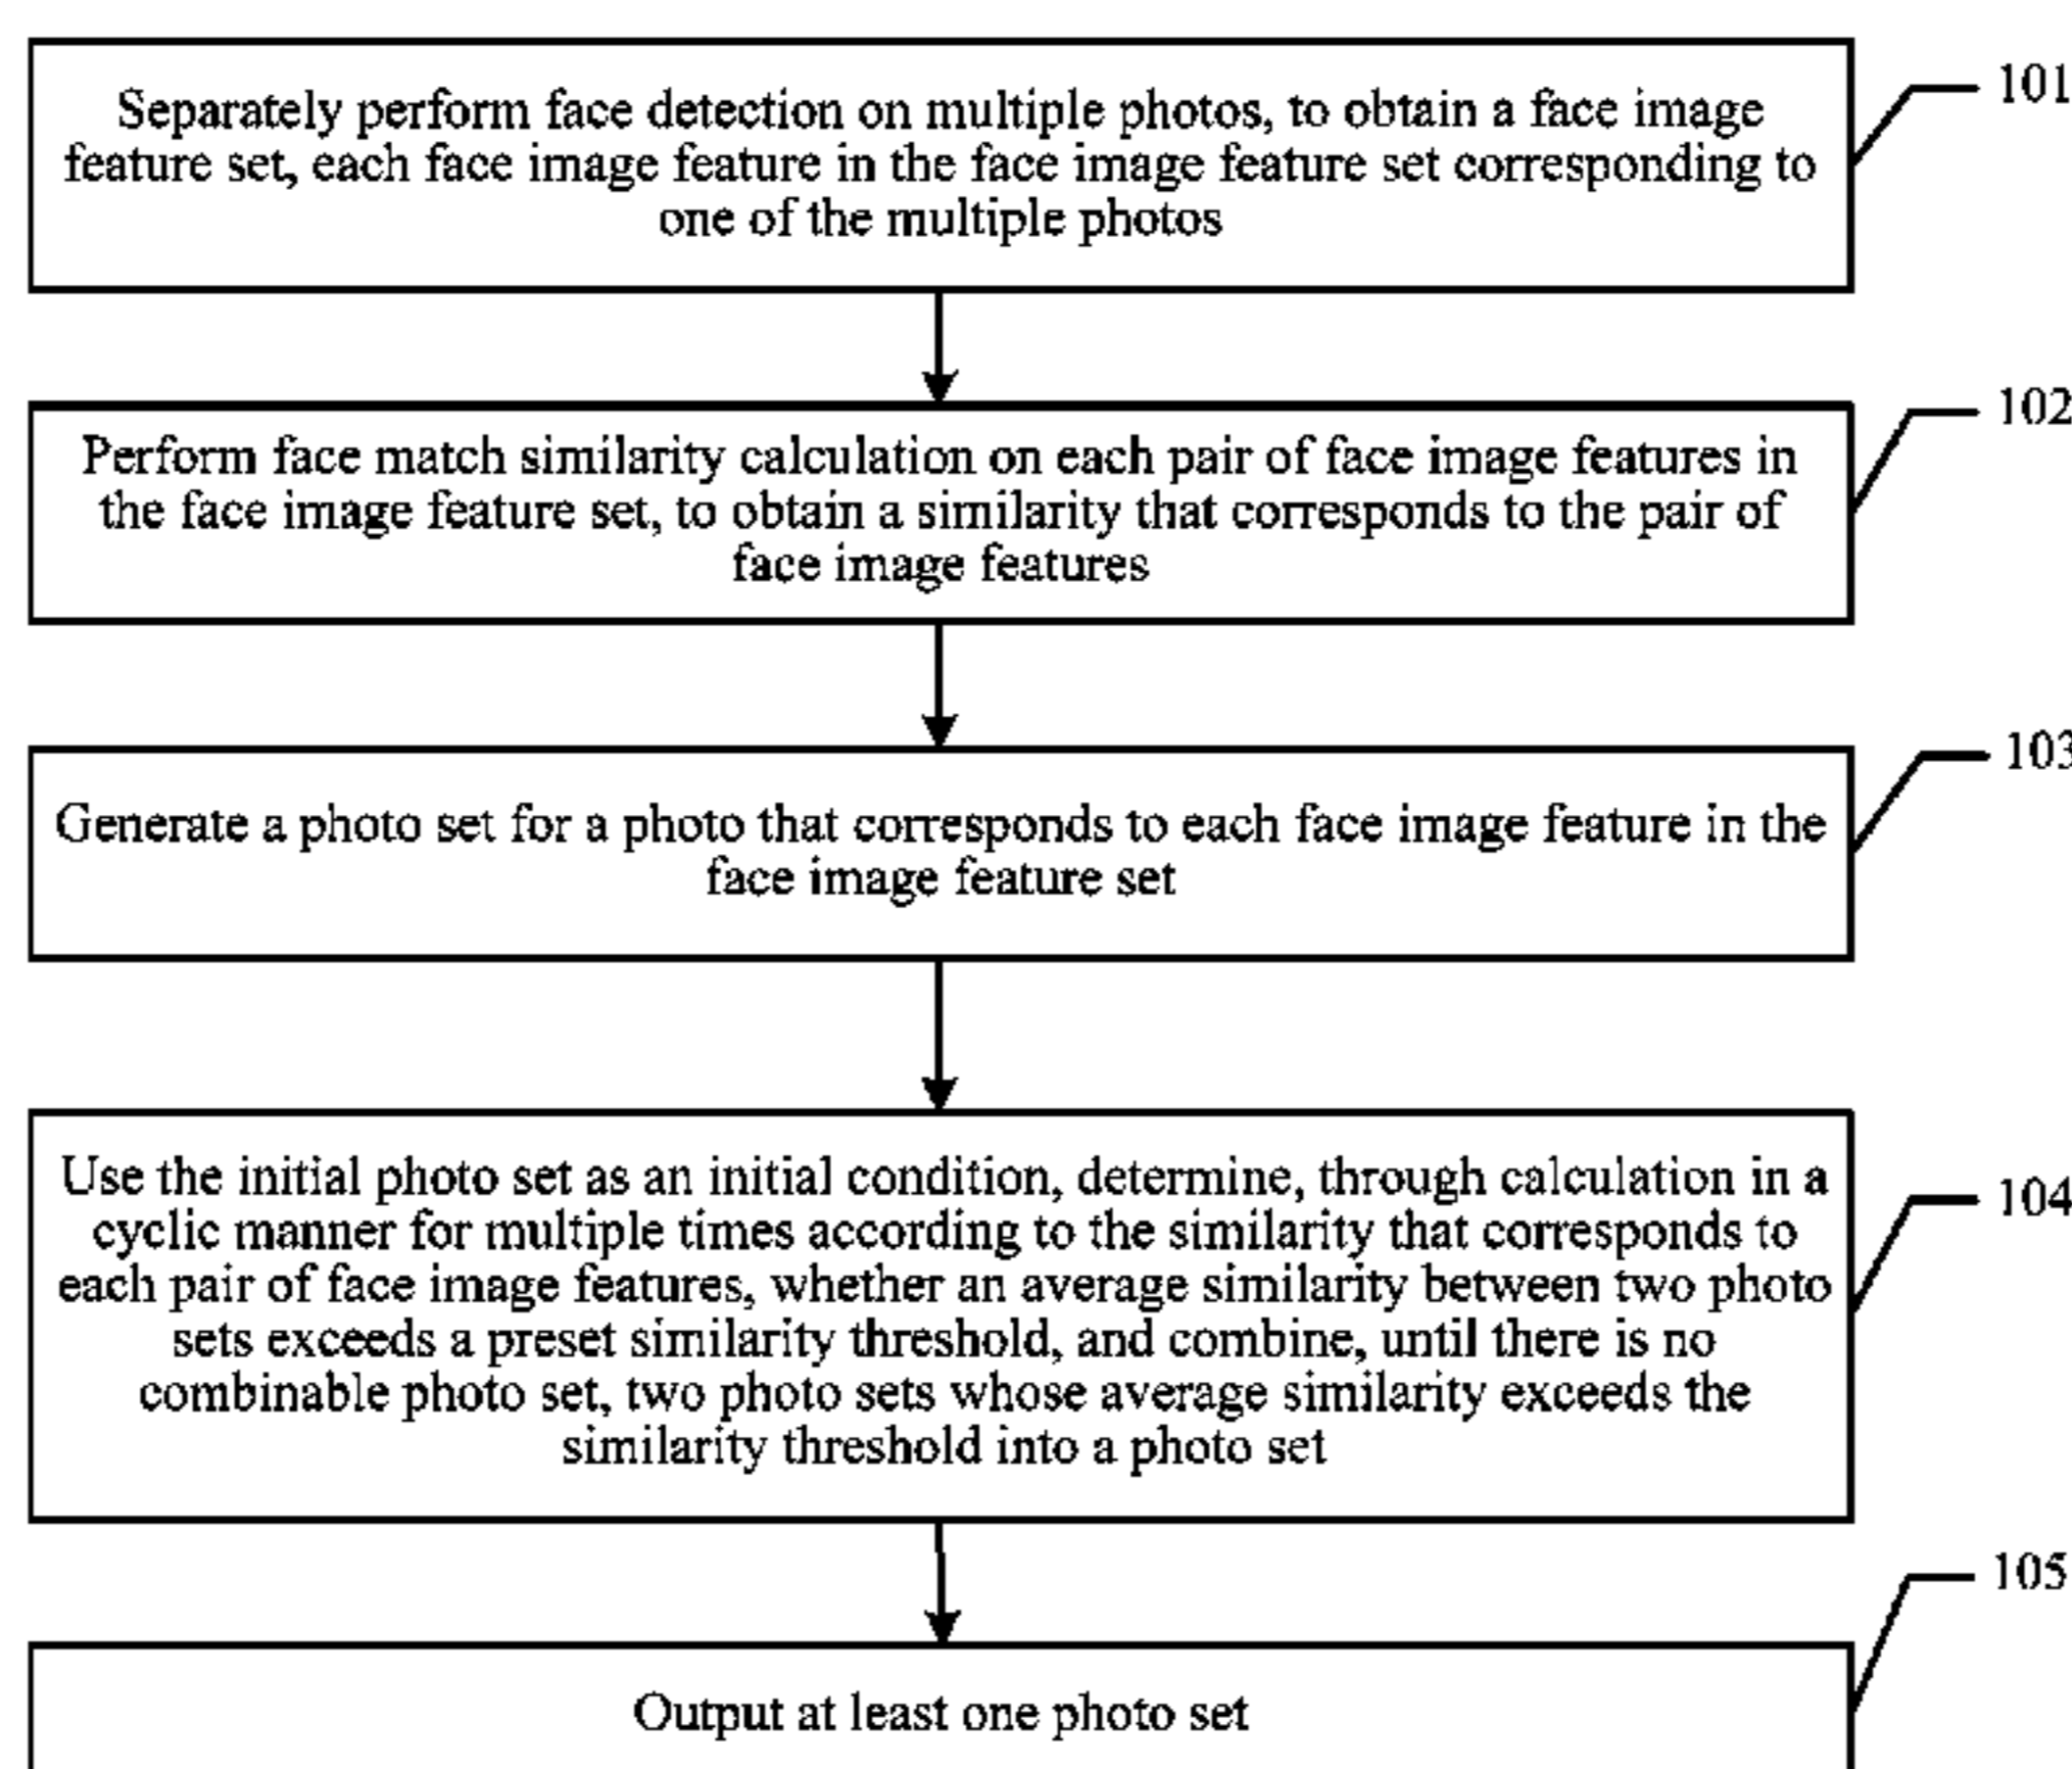 Separately perform face detection on multiple photos, to obtain a face image
feature set, each face image feature in the face image feature set corresponding to
one of the multiple photos
101
Perform face match similarity calculation on each pair of face image features in
the face image feature set, to obtain a similarity that corresponds to the pair of
face image features
102
Generate a photo set for a photo that corresponds to each face image feature in the
face image feature set
103
Use the initial photo set as an initial condition, determine, through calculation in a
cyclic manner for multiple times according to the similarity that corresponds to
each pair of face image features, whether an average similarity between two photo
sets exceeds a preset similarity threshold, and combine, until there is no
combinable photo set, two photo sets whose average similarity exceeds the
similarity threshold into a photo set
104
Output at least one photo set
105